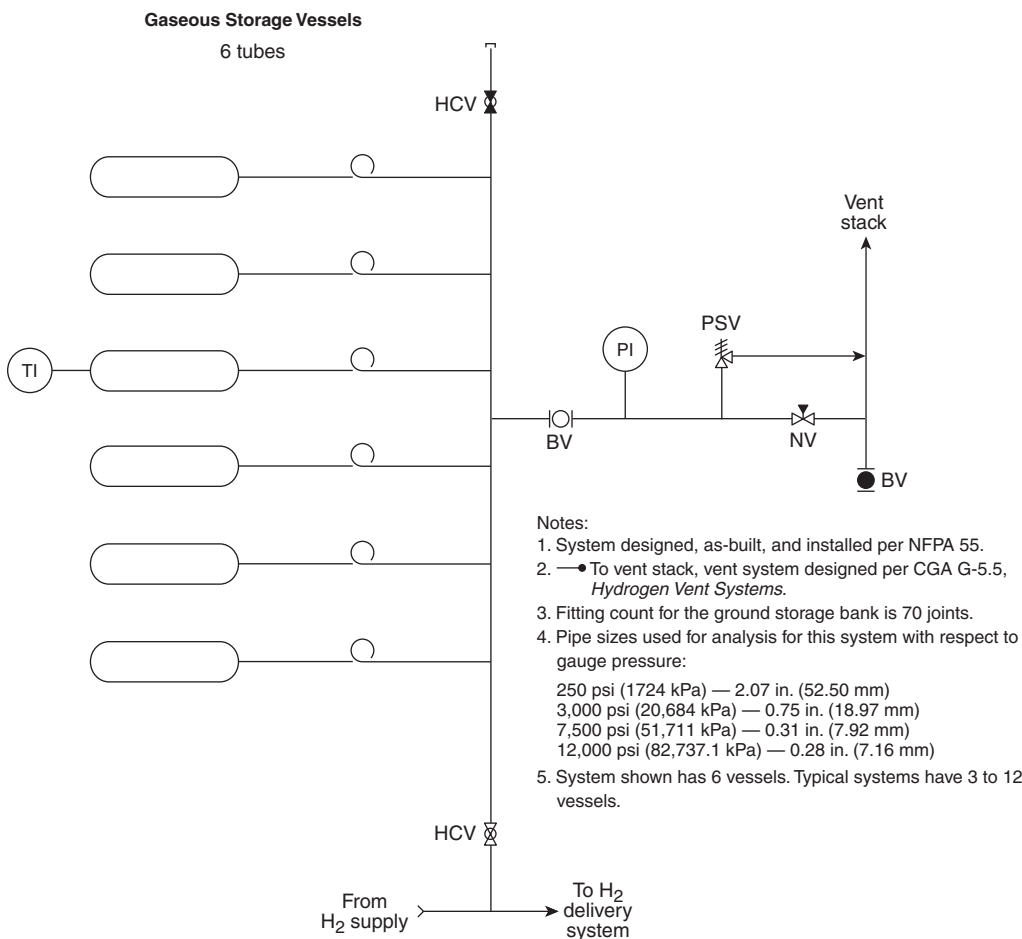 Gaseous Storage Vessels
6 tubes
HCV
Vent
stack
PSV
PI
TI
BV
NV
BV
Notes:
1. System designed, as-built, and installed per NFPA 55.
2. To vent stack, vent system designed per CGA G-5.5,
Hydrogen Vent Systems.
3. Fitting count for the ground storage bank is 70 joints.
4. Pipe sizes used for analysis for this system with respect to
gauge pressure:
250 psi (1724 kPa) — 2.07 in. (52.50 mm)
3,000 psi (20,684 kPa) — 0.75 in. (18.97 mm)
7,500 psi (51,711 kPa) — 0.31 in. (7.92 mm)
12,000 psi (82,737.1 kPa) — 0.28 in. (7.16 mm)
5. System shown has 6 vessels. Typical systems have 3 to 12
vessels.
HCV
From
H₂ supply
To H₂
delivery
system